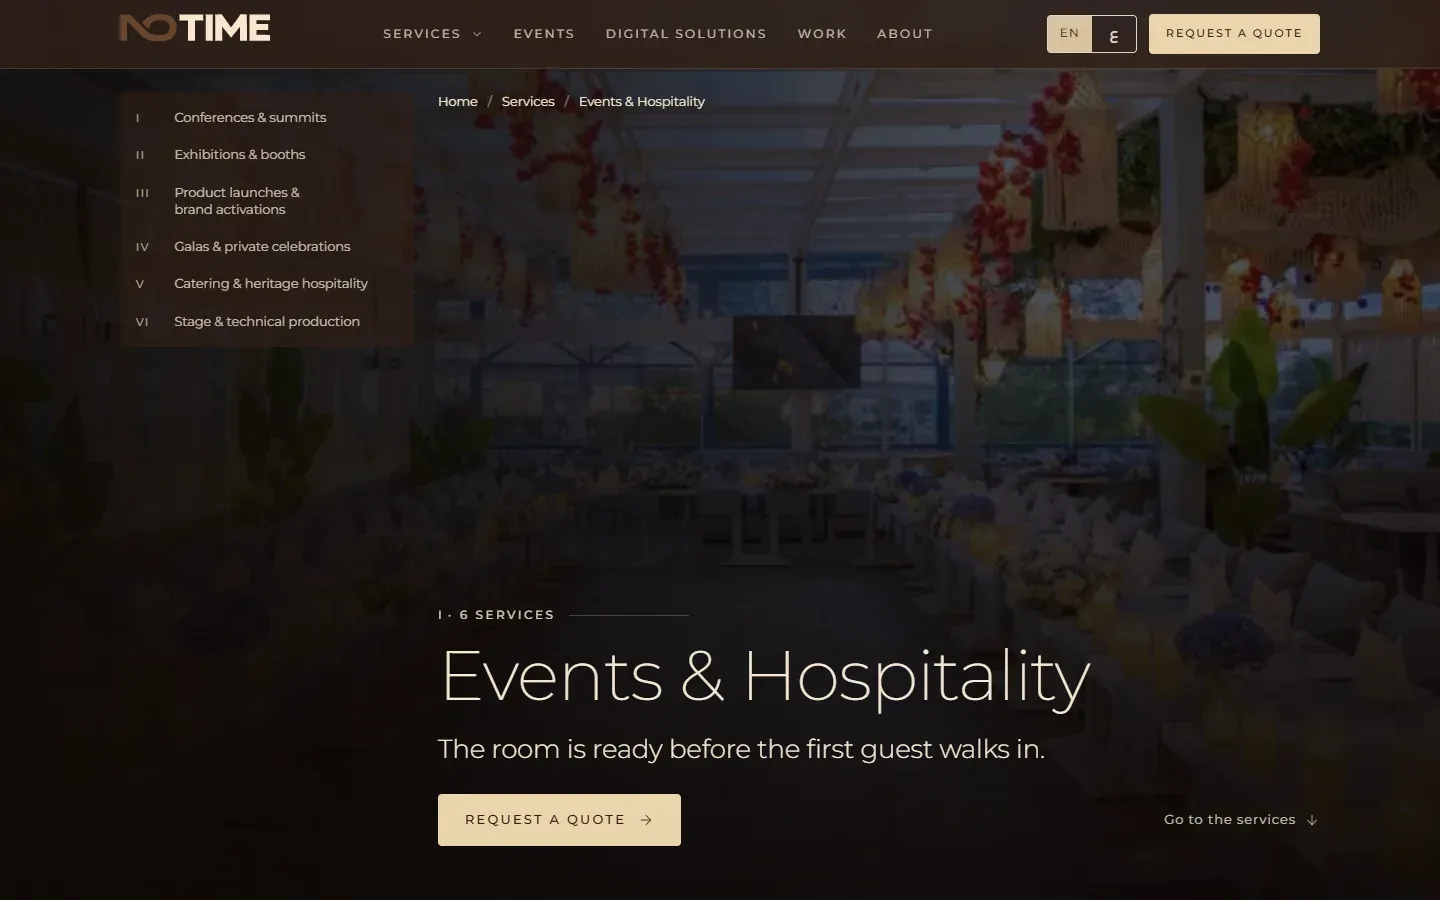 NOTIME
SERVICES
EVENTS
DIGITAL SOLUTIONS
WORK
ABOUT
EN
ع
REQUEST A QUOTE
Home / Services / Events & Hospitality
I Conferences & summits
II Exhibitions & booths
III Product launches &
brand activations
IV Galas & private celebrations
V Catering & heritage hospitality
VI Stage & technical production
I · 6 SERVICES
Events & Hospitality
The room is ready before the first guest walks in.
REQUEST A QUOTE →
Go to the services ↓